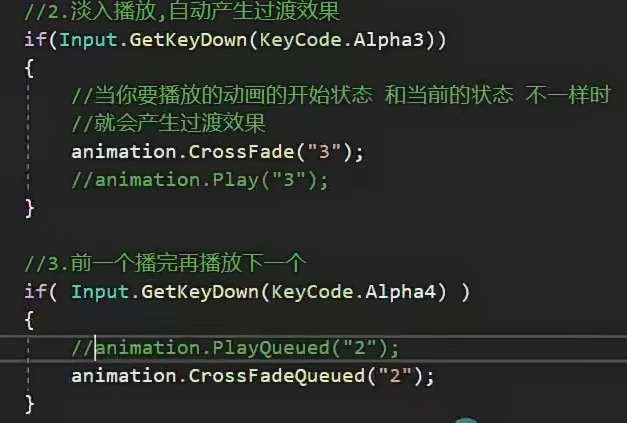 //2.淡入播放,自动产生过渡效果
if(Input.GetKeyDown(KeyCode.Alpha3))
{
//当你要播放的动画的开始状态 和当前的状态 不一样时
//就会产生过渡效果
animation.CrossFade("3");
//animation.Play("3");
}
//3.前一个播完再播放下一个
if( Input.GetKeyDown(KeyCode.Alpha4) )
{
//animation.PlayQueued("2");
animation.CrossFadeQueued("2");
}